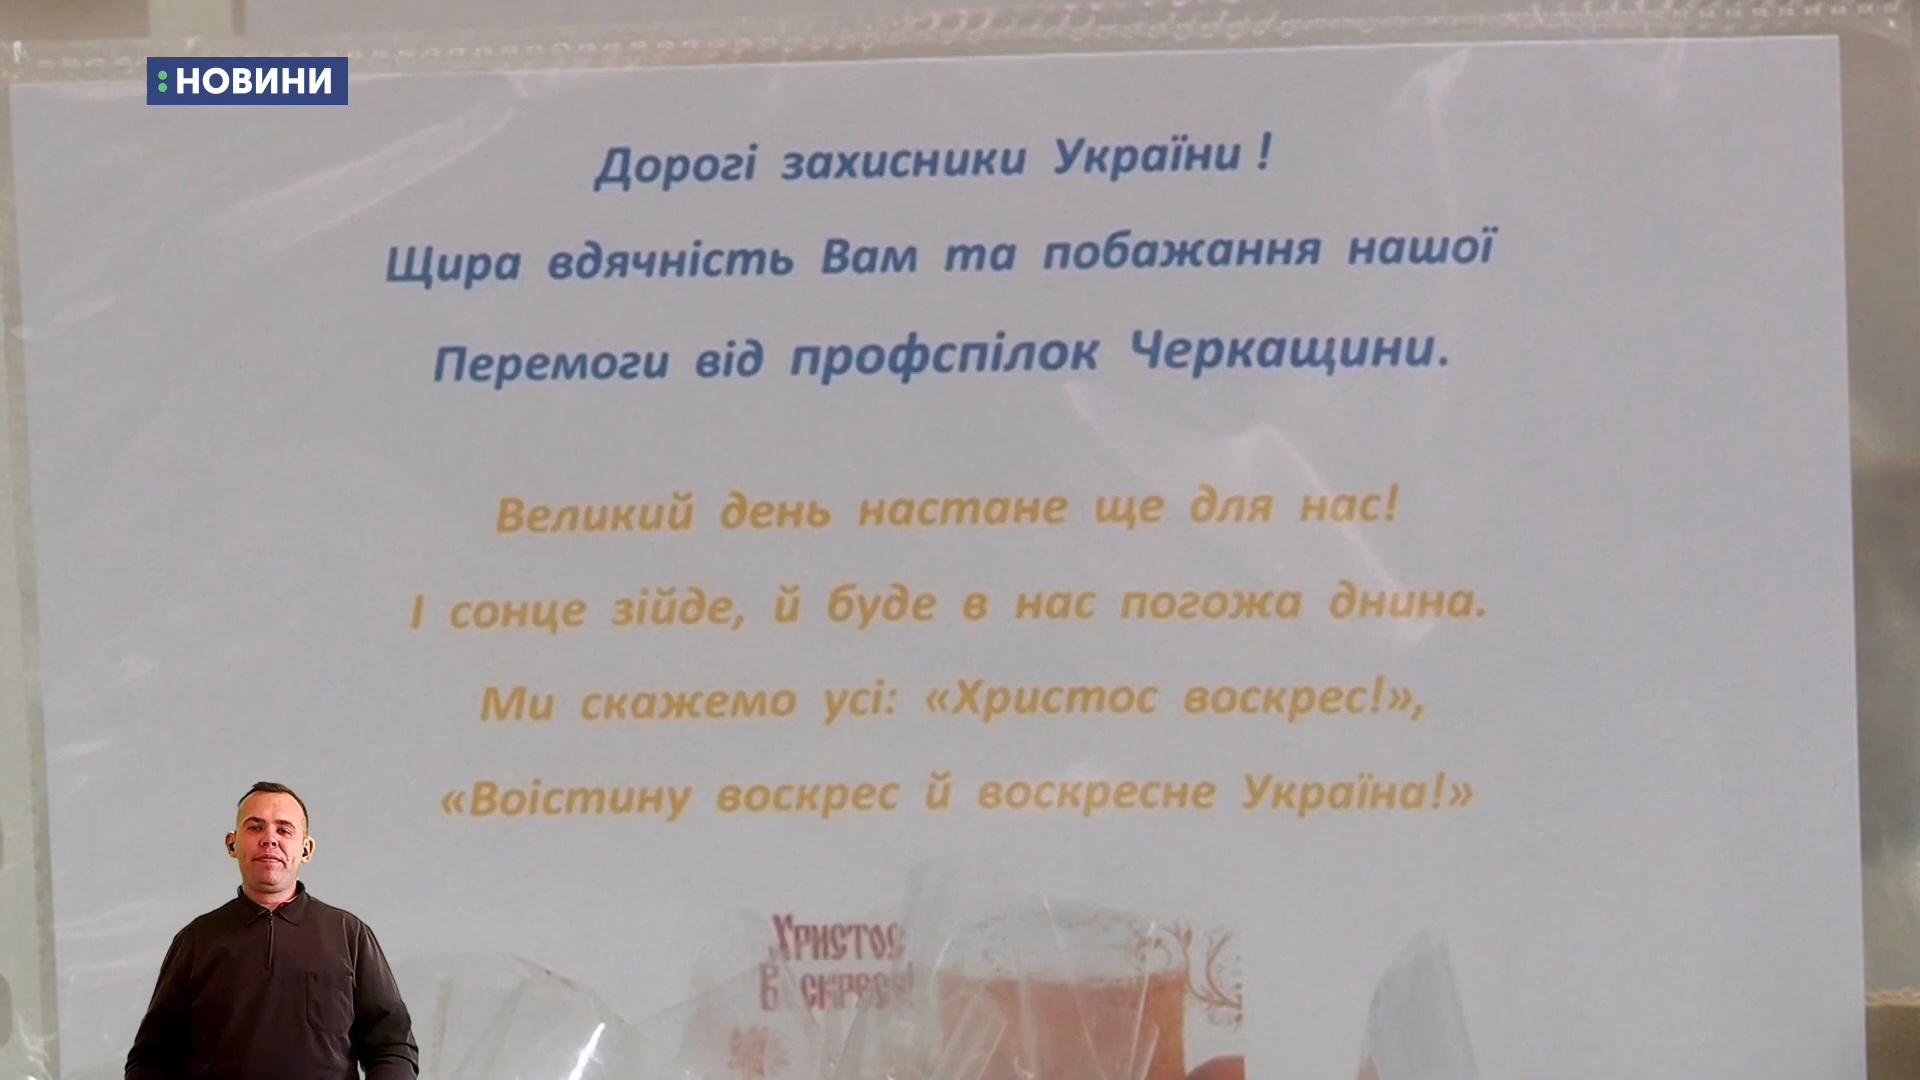 :НОВИНИ
Дорогі захисники України !
Щира вдячність Вам та побажання нашої
Перемоги від профспілок Черкащини.
Великий день настане ще для нас!
І сонце зійде, й буде в нас погожа днина.
Ми скажемо усі: «Христос воскрес!»,
«Воістину воскрес й воскресне Україна!»
Христос